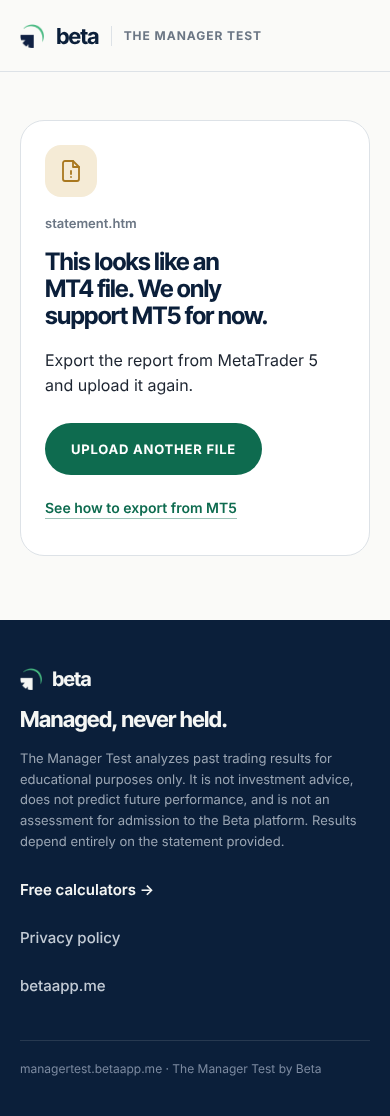 beta THE MANAGER TEST
statement.htm
This looks like an
MT4 file. We only
support MT5 for now.
Export the report from MetaTrader 5
and upload it again.
UPLOAD ANOTHER FILE
See how to export from MT5
beta
Managed, never held.
The Manager Test analyzes past trading results for
educational purposes only. It is not investment advice,
does not predict future performance, and is not an
assessment for admission to the Beta platform. Results
depend entirely on the statement provided.
Free calculators →
Privacy policy
betaapp.me
managertest.betaapp.me · The Manager Test by Beta